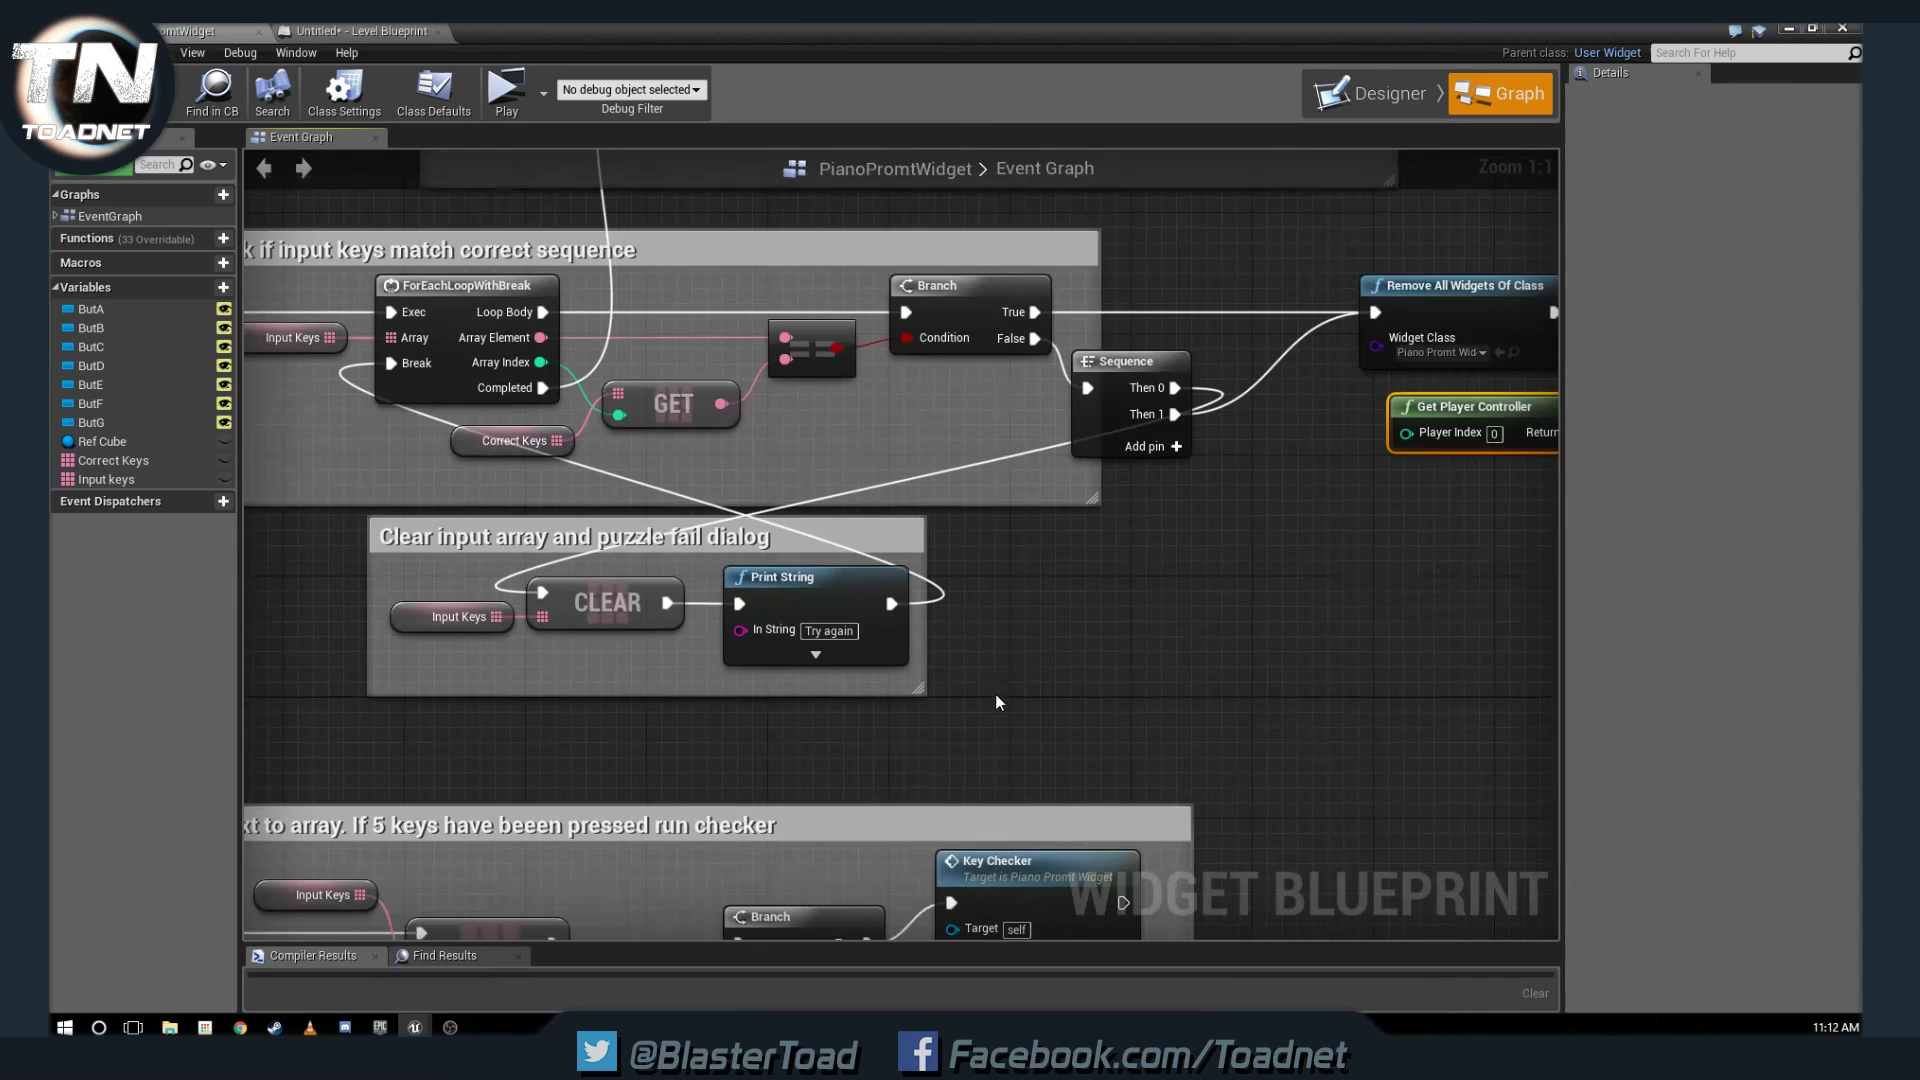 TN
TOADNET
omtWidget
Untitled* - Level Blueprint
View Debug Window Help
Parent class: User Widget
Search For Help
Find in CB
Search
Class Settings
Class Defaults
Play
No debug object selected
Debug Filter
Designer
Graph
Details
Event Graph
Search
PianoPromtWidget > Event Graph
Zoom 1:1
Graphs
EventGraph
Functions (33 Overridable)
Macros
Variables
ButA
ButB
ButC
ButD
ButE
ButF
ButG
Ref Cube
Correct Keys
Input keys
Event Dispatchers
k if input keys match correct sequence
ForEachLoopWithBreak
Exec Loop Body
Array Array Element
Break Array Index
Completed
Input Keys
Correct Keys
GET
==
Branch
True
Condition False
Sequence
Then 0
Then 1
Add pin +
Remove All Widgets Of Class
Widget Class
Piano Promt Wid
Get Player Controller
Player Index 0 Return
Clear input array and puzzle fail dialog
Input Keys
CLEAR
Print String
In String Try again
xt to array. If 5 keys have beeen pressed run checker
Input Keys
Branch
Key Checker
Target is Piano Promt Widget
Target self
WIDGET BLUEPRINT
Compiler Results
Find Results
Clear
11:12 AM
@BlasterToad
Facebook.com/Toadnet